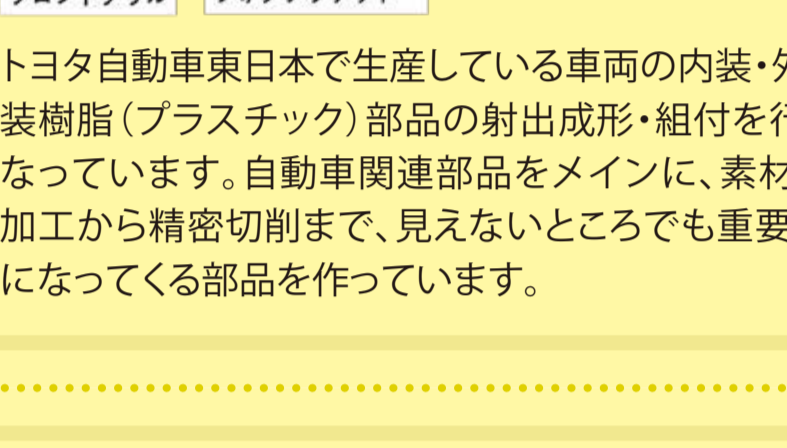 トヨタ自動車東日本で生産している車両の内装・外
装樹脂（プラスチック）部品の射出成形・組付を行
なっています。自動車関連部品をメインに、素材
加工から精密切削まで、見えないところでも重要
になってくる部品を作っています。